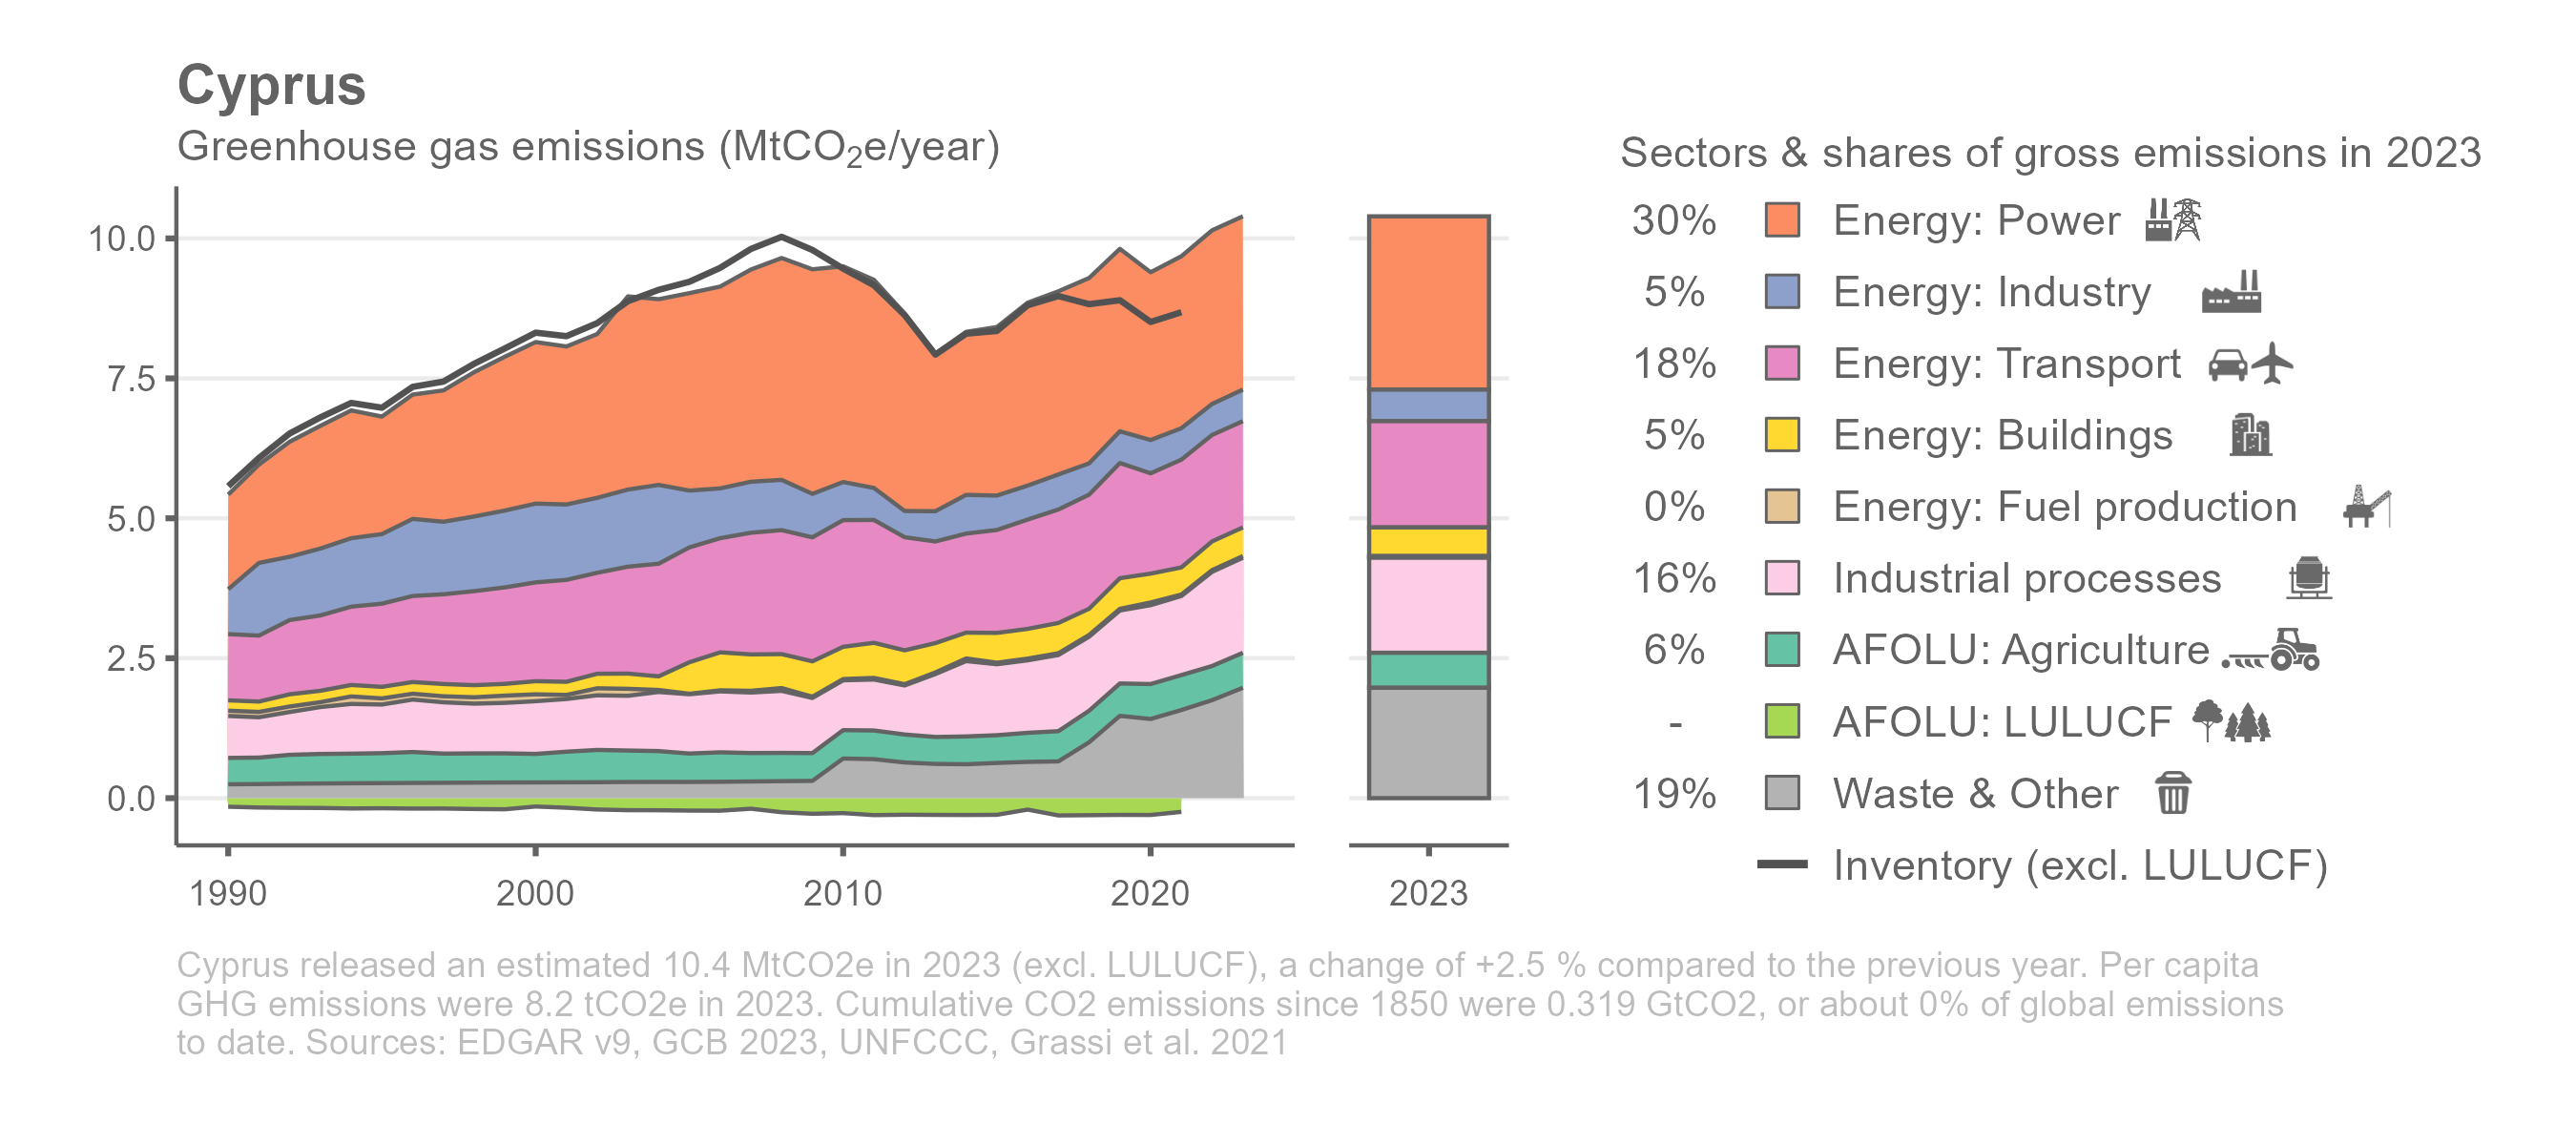 Cyprus
Greenhouse gas emissions (MtCO₂e/year)
10.0
7.5
5.0
2.5
0.0
1990 2000 2010 2020
2023
Sectors & shares of gross emissions in 2023
30% Energy: Power
5% Energy: Industry
18% Energy: Transport
5% Energy: Buildings
0% Energy: Fuel production
16% Industrial processes
6% AFOLU: Agriculture
- AFOLU: LULUCF
19% Waste & Other
Inventory (excl. LULUCF)
Cyprus released an estimated 10.4 MtCO2e in 2023 (excl. LULUCF), a change of +2.5 % compared to the previous year. Per capita
GHG emissions were 8.2 tCO2e in 2023. Cumulative CO2 emissions since 1850 were 0.319 GtCO2, or about 0% of global emissions
to date. Sources: EDGAR v9, GCB 2023, UNFCCC, Grassi et al. 2021